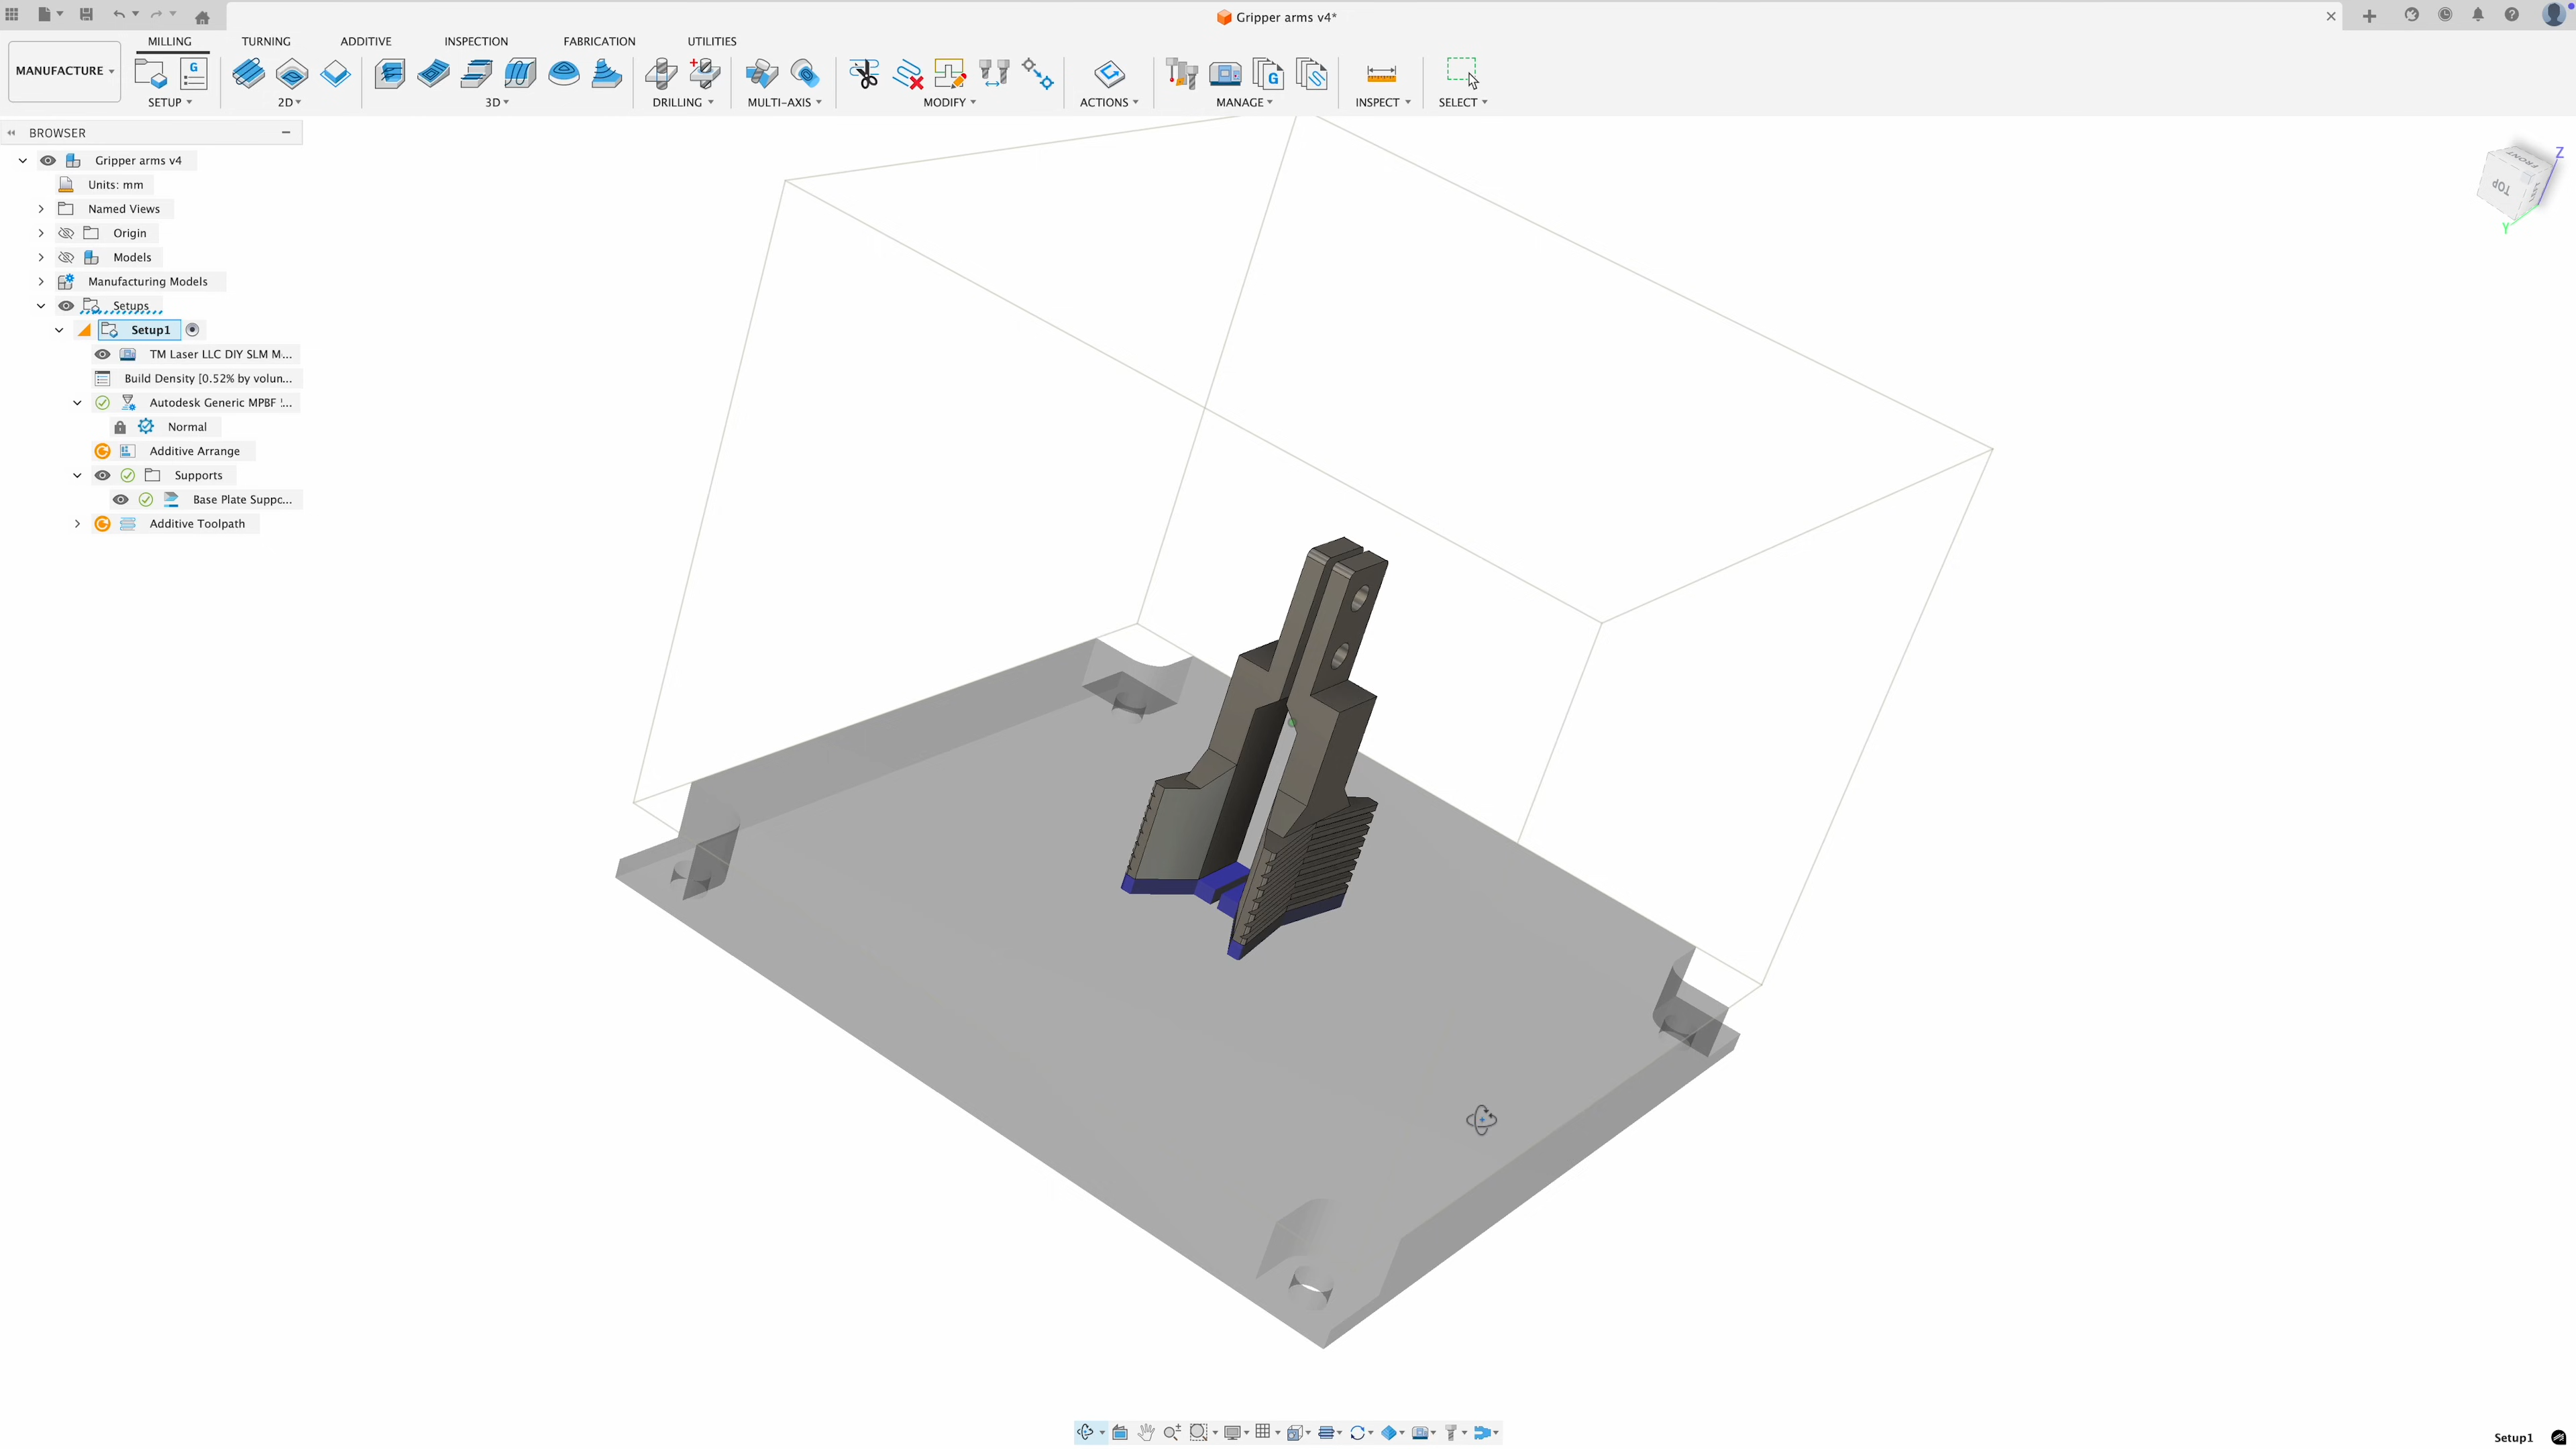 Gripper arms v4*
MILLING TURNING ADDITIVE INSPECTION FABRICATION UTILITIES
MANUFACTURE
G
G
SETUP 2D 3D DRILLING MULTI-AXIS MODIFY ACTIONS MANAGE INSPECT SELECT
BROWSER
Gripper arms v4
Units: mm
Named Views
Origin
Models
Manufacturing Models
Setups
Setup1
TM Laser LLC DIY SLM M...
Build Density [0.52% by volun...
Autodesk Generic MPBF !...
Normal
Additive Arrange
Supports
Base Plate Suppc...
Additive Toolpath
FRONT
TOP
Z
Y
Setup1